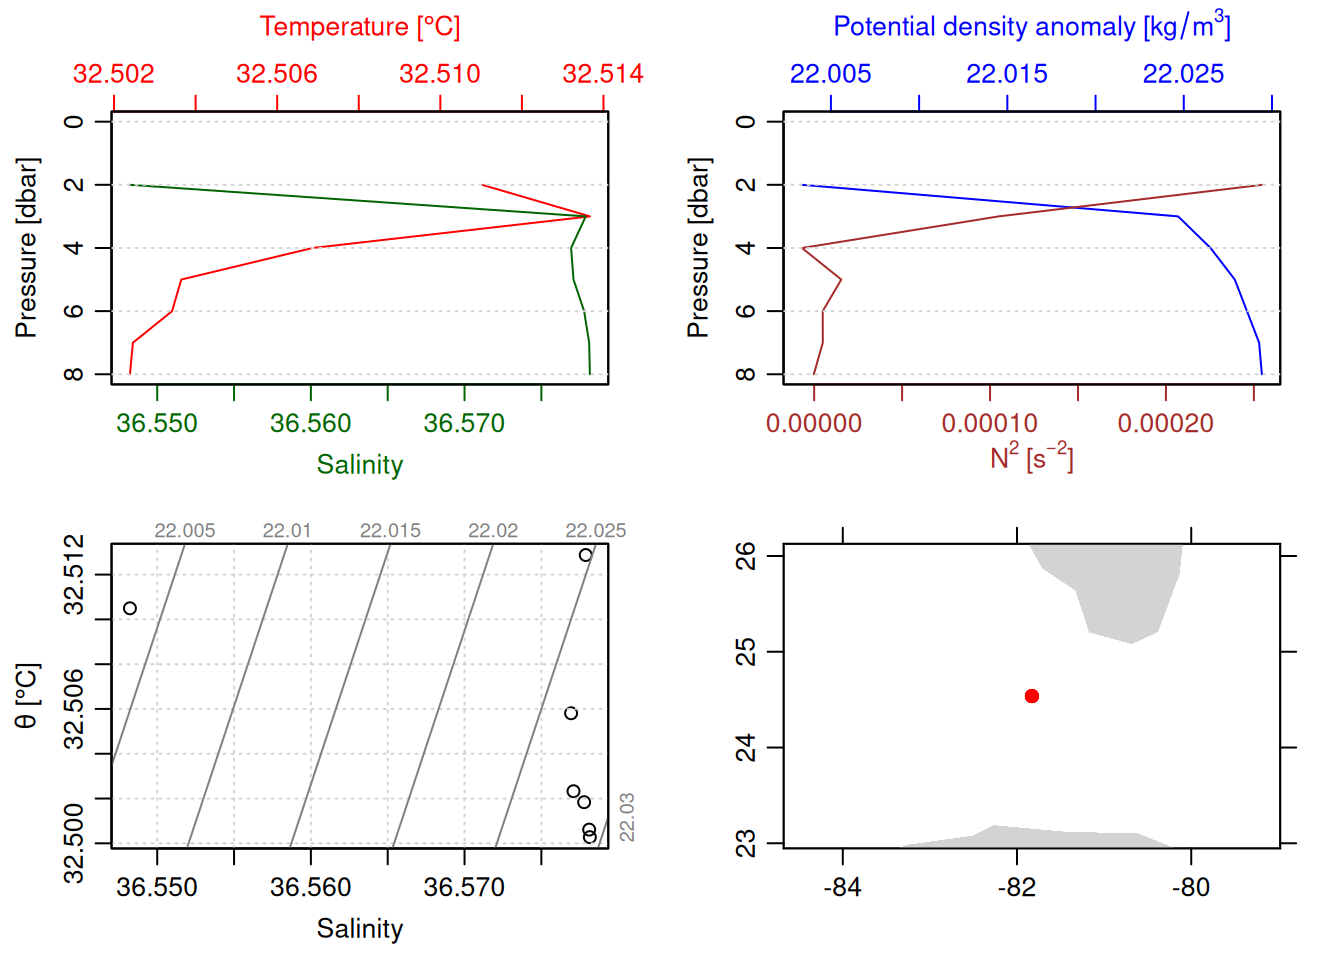 Temperature [°C]
32.502 32.506 32.510 32.514
0
2
4
6
8
Pressure [dbar]
36.550 36.560 36.570
Salinity
Potential density anomaly [kg/m³]
22.005 22.015 22.025
0
2
4
6
8
Pressure [dbar]
0.00000 0.00010 0.00020
N² [s⁻²]
22.005 22.01 22.015 22.02 22.025
32.512
32.506
32.500
θ [°C]
22.03
36.550 36.560 36.570
Salinity
26
25
24
23
-84 -82 -80